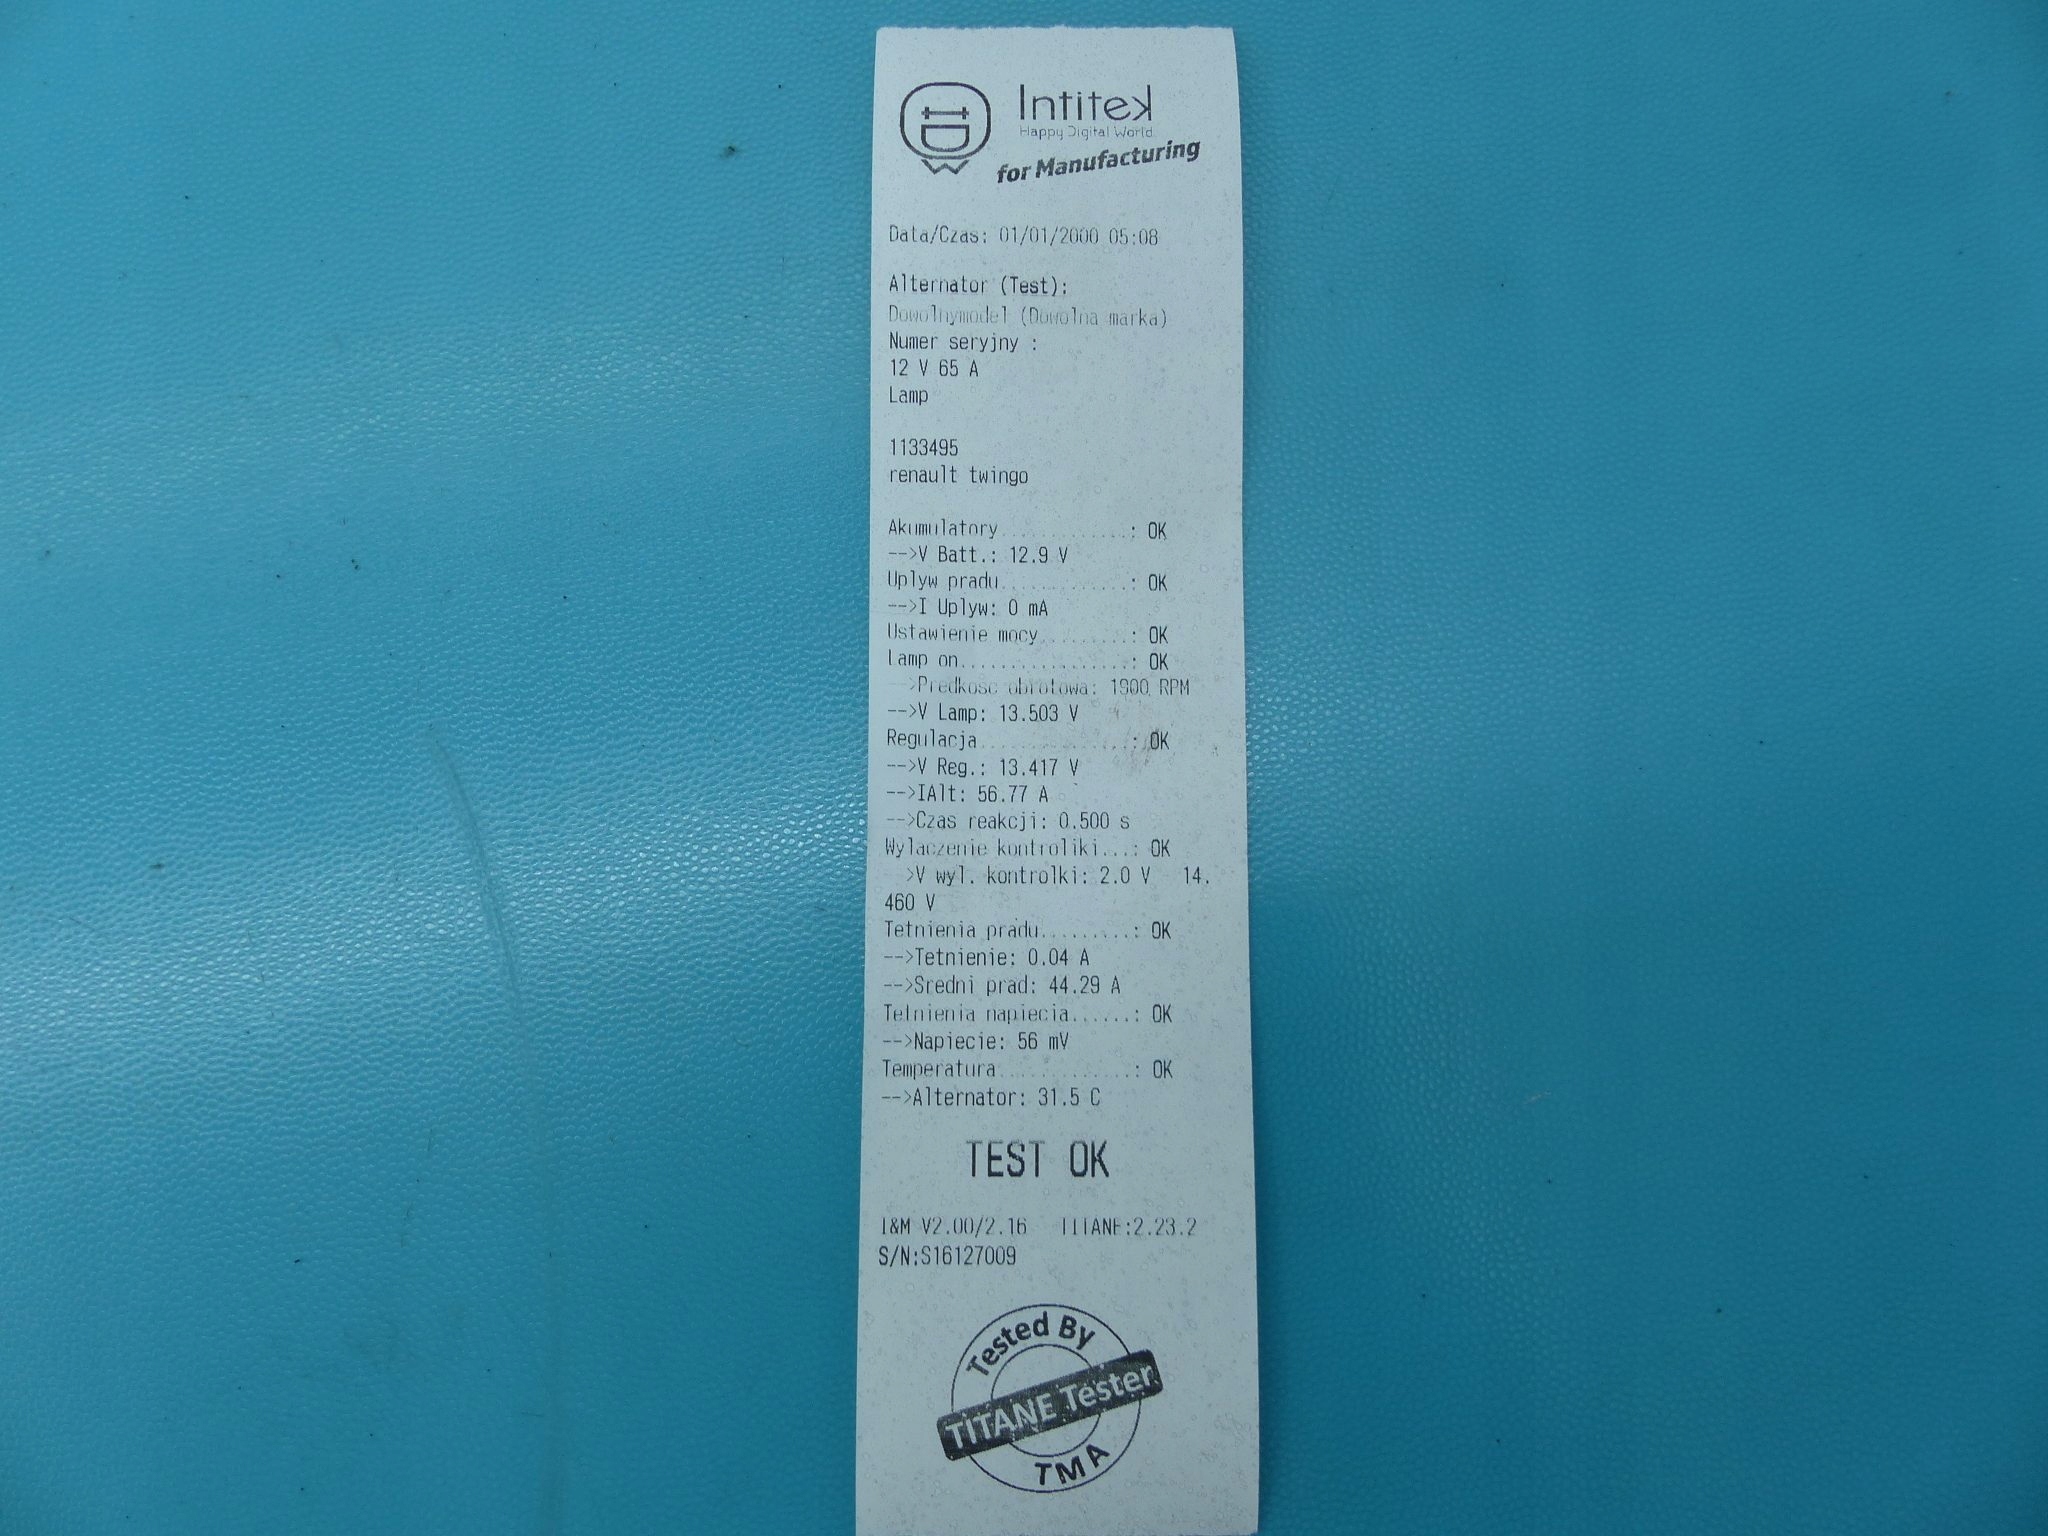 Intitek
Happy Digital World.
for Manufacturing
Data/Czas: 01/01/2000 05:08
Alternator (Test):
Dowolnymodel (Dowolna marka)
Numer seryjny :
12 V 65 A
Lamp
1133495
renault twingo
Akumulatory.............: OK
-->V Batt.: 12.9 V
Uplyw pradu.............: OK
-->I Uplyw: 0 mA
Ustawienie mocy.........: OK
Lamp on.................: OK
-->Predkosc obrotowa: 1900 RPM
-->V Lamp: 13.503 V
Regulacja...............: OK
-->V Reg.: 13.417 V
-->IAlt: 56.77 A
-->Czas reakcji: 0.500 s
Wylaczenie kontroliki...: OK
-->V wyl. kontrolki: 2.0 V   14.
460 V
Tetnienia pradu.........: OK
-->Tetnienie: 0.04 A
-->Sredni prad: 44.29 A
Tetnienia napiecia......: OK
-->Napiecie: 56 mV
Temperatura.............: OK
-->Alternator: 31.5 C
TEST OK
I&M V2.00/2.16   TITANE:2.23.2
S/N:S16127009
Tested By
TITANE Tester
TMA